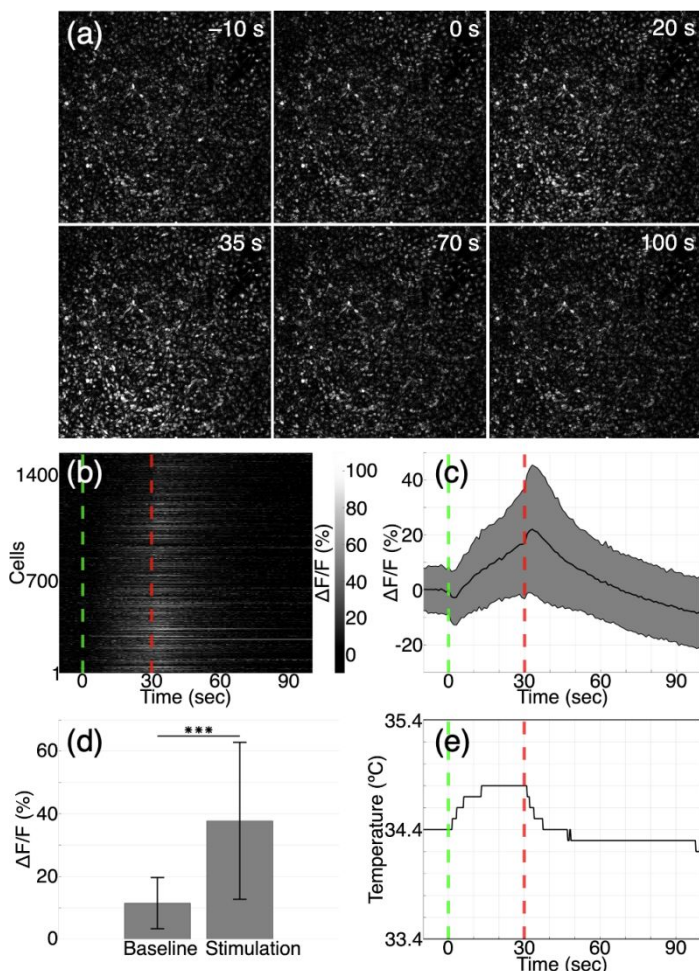 (a)
–10 s
0 s
20 s
35 s
70 s
100 s
(b)
1400
700
1
Cells
0
30
90
Time (sec)
100
80
60
40
20
0
ΔF/F (%)
(c)
40
20
0
-20
ΔF/F (%)
0
30
60
90
Time (sec)
(d)
60
40
20
0
ΔF/F (%)
***
Baseline
Stimulation
(e)
35.4
34.4
33.4
Temperature (°C)
0
30
60
90
Time (sec)